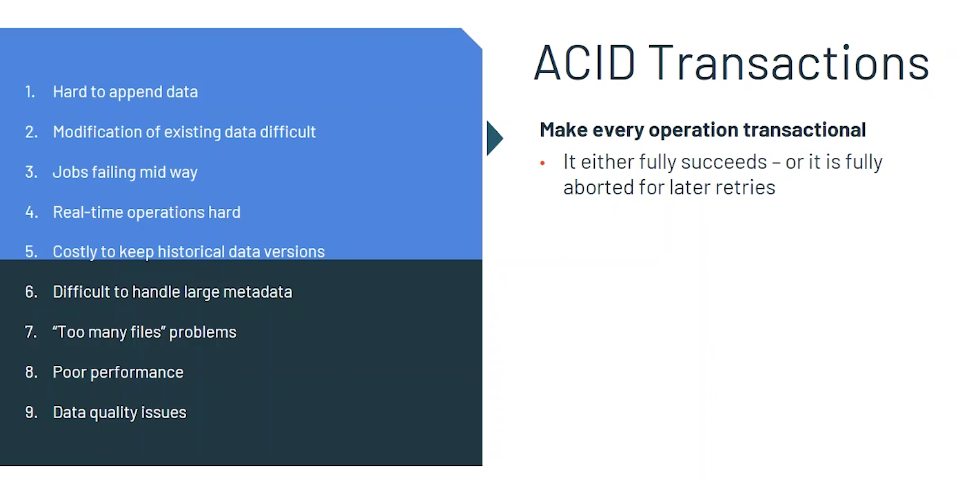 1. Hard to append data
2. Modification of existing data difficult
3. Jobs failing mid way
4. Real-time operations hard
5. Costly to keep historical data versions
6. Difficult to handle large metadata
7. “Too many files” problems
8. Poor performance
9. Data quality issues
ACID Transactions
Make every operation transactional
• It either fully succeeds – or it is fully
aborted for later retries